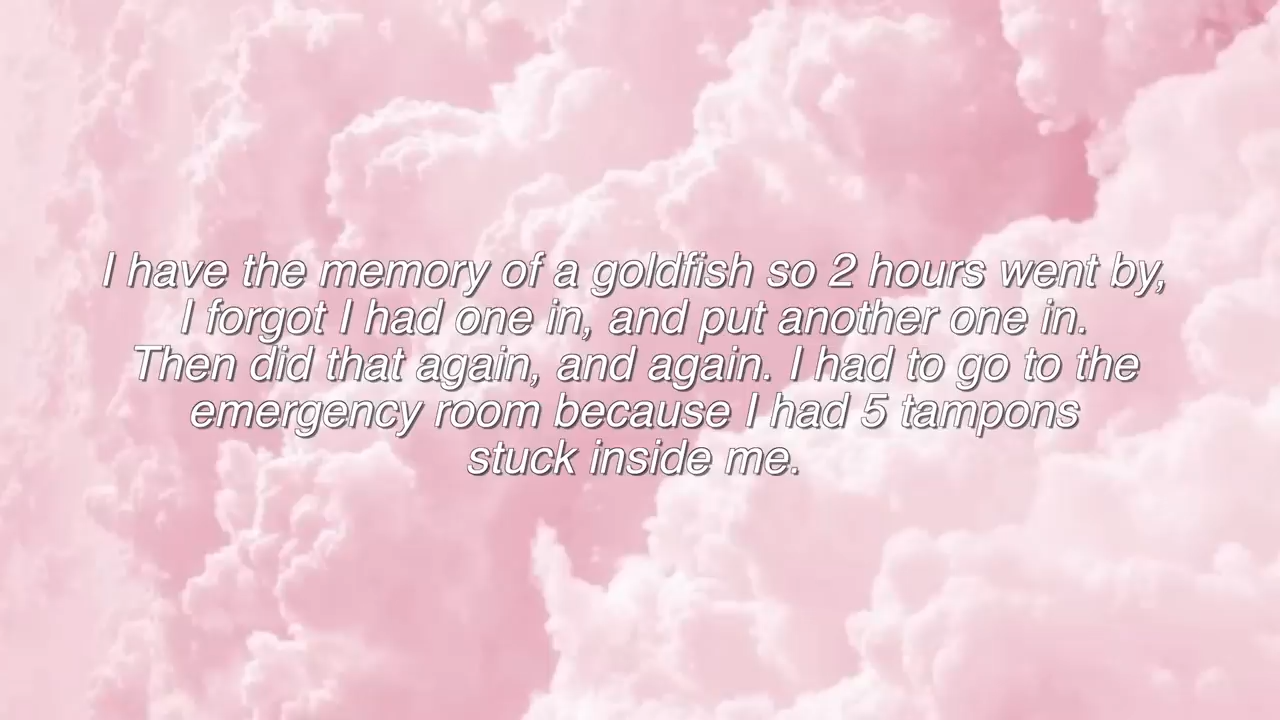 I have the memory of a goldfish so 2 hours went by,
I forgot I had one in, and put another one in.
Then did that again, and again. I had to go to the
emergency room because I had 5 tampons
stuck inside me.